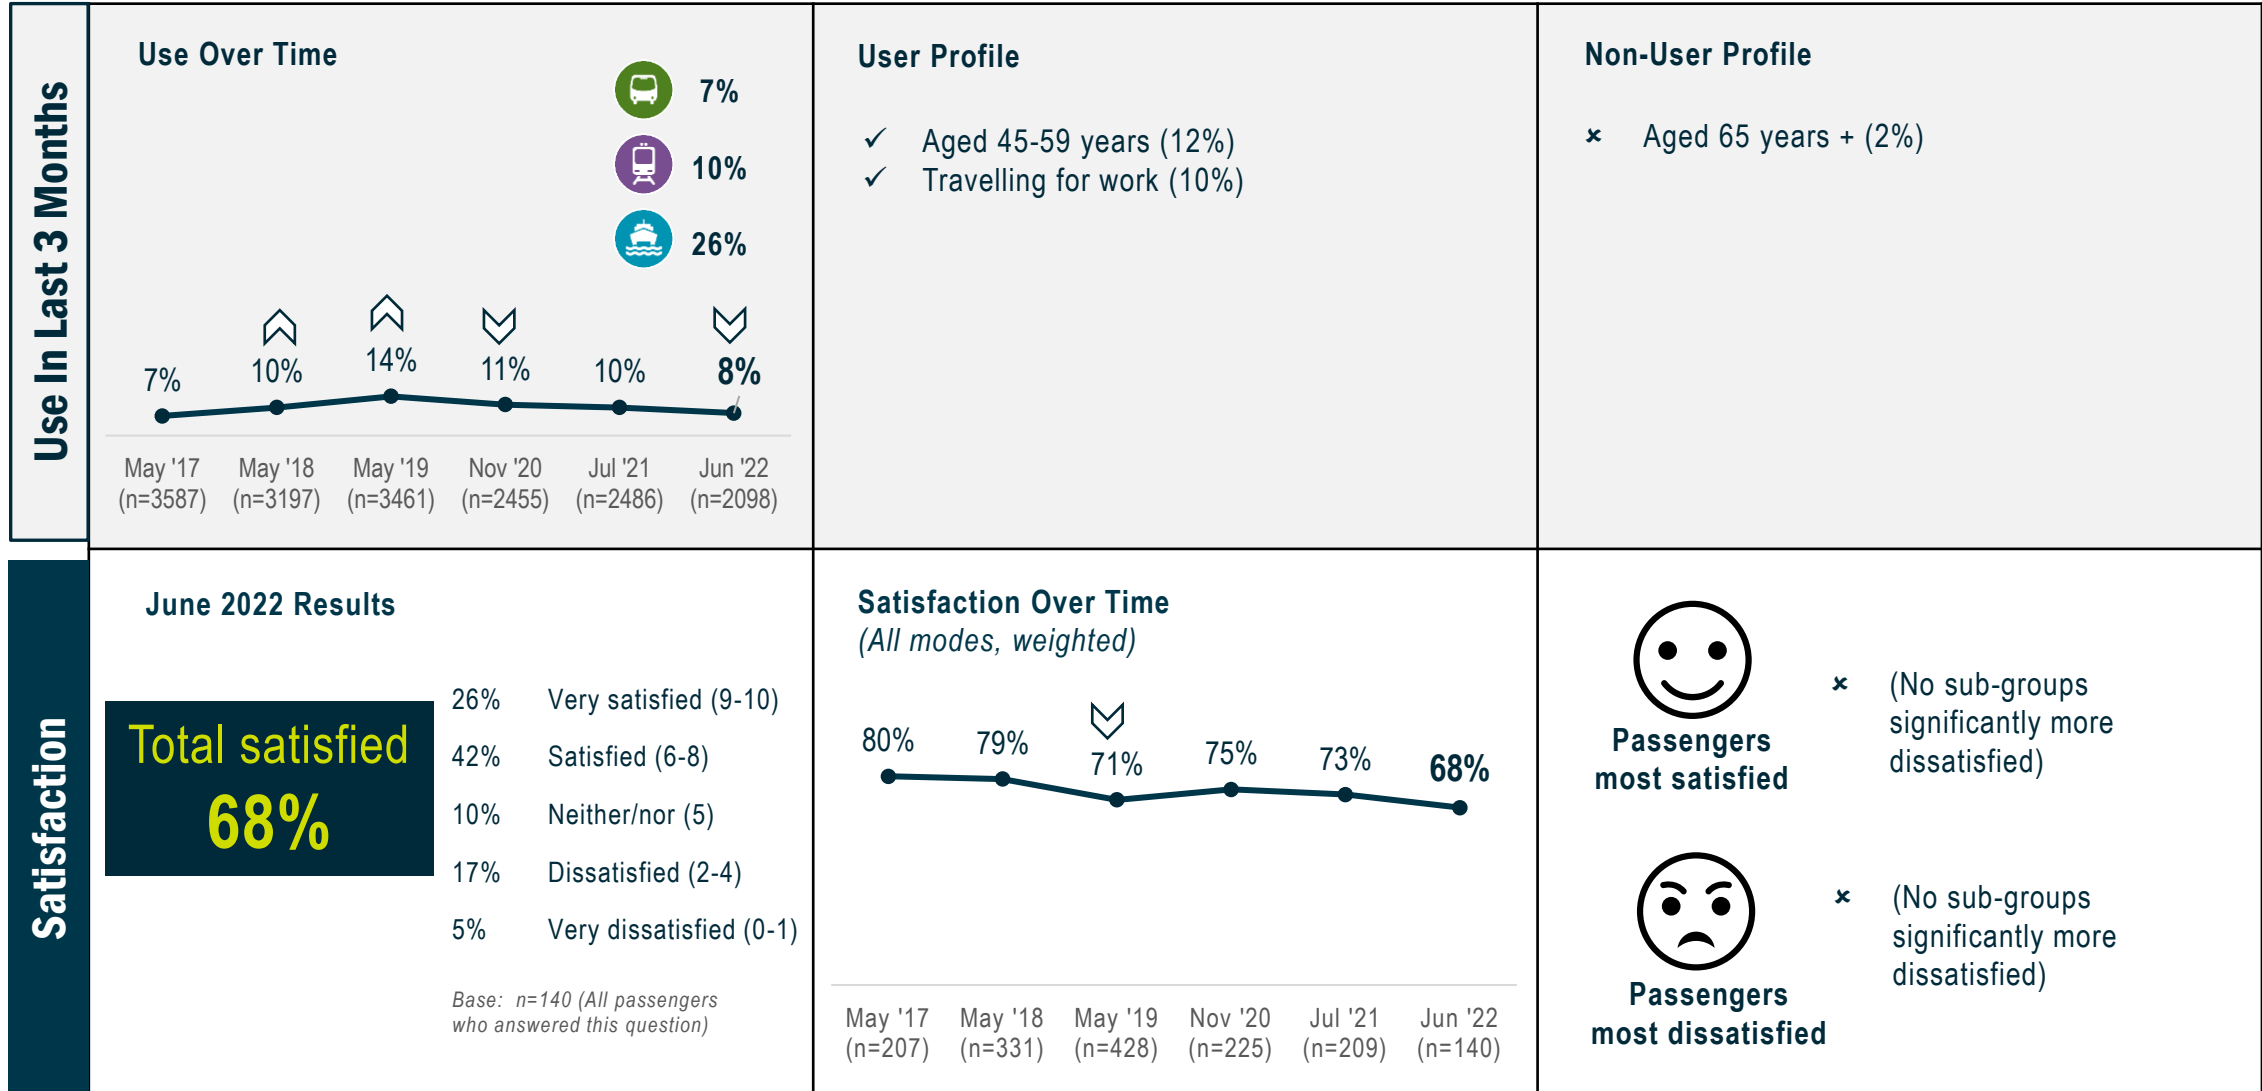 Use In Last 3 Months
Use Over Time
7%
10%
26%
7%
10%
14%
11%
10%
8%
May '17
May '18
May '19
Nov '20
Jul '21
Jun '22
(n=3587)
(n=3197)
(n=3461)
(n=2455)
(n=2486)
(n=2098)
User Profile
✓ Aged 45-59 years (12%)
✓ Travelling for work (10%)
Non-User Profile
× Aged 65 years + (2%)
Satisfaction
June 2022 Results
Total satisfied
68%
26% Very satisfied (9-10)
42% Satisfied (6-8)
10% Neither/nor (5)
17% Dissatisfied (2-4)
5% Very dissatisfied (0-1)
Base: n=140 (All passengers
who answered this question)
Satisfaction Over Time
(All modes, weighted)
80%
79%
71%
75%
73%
68%
May '17
May '18
May '19
Nov '20
Jul '21
Jun '22
(n=207)
(n=331)
(n=428)
(n=225)
(n=209)
(n=140)
Passengers
most satisfied
× (No sub-groups
significantly more
dissatisfied)
Passengers
most dissatisfied
× (No sub-groups
significantly more
dissatisfied)